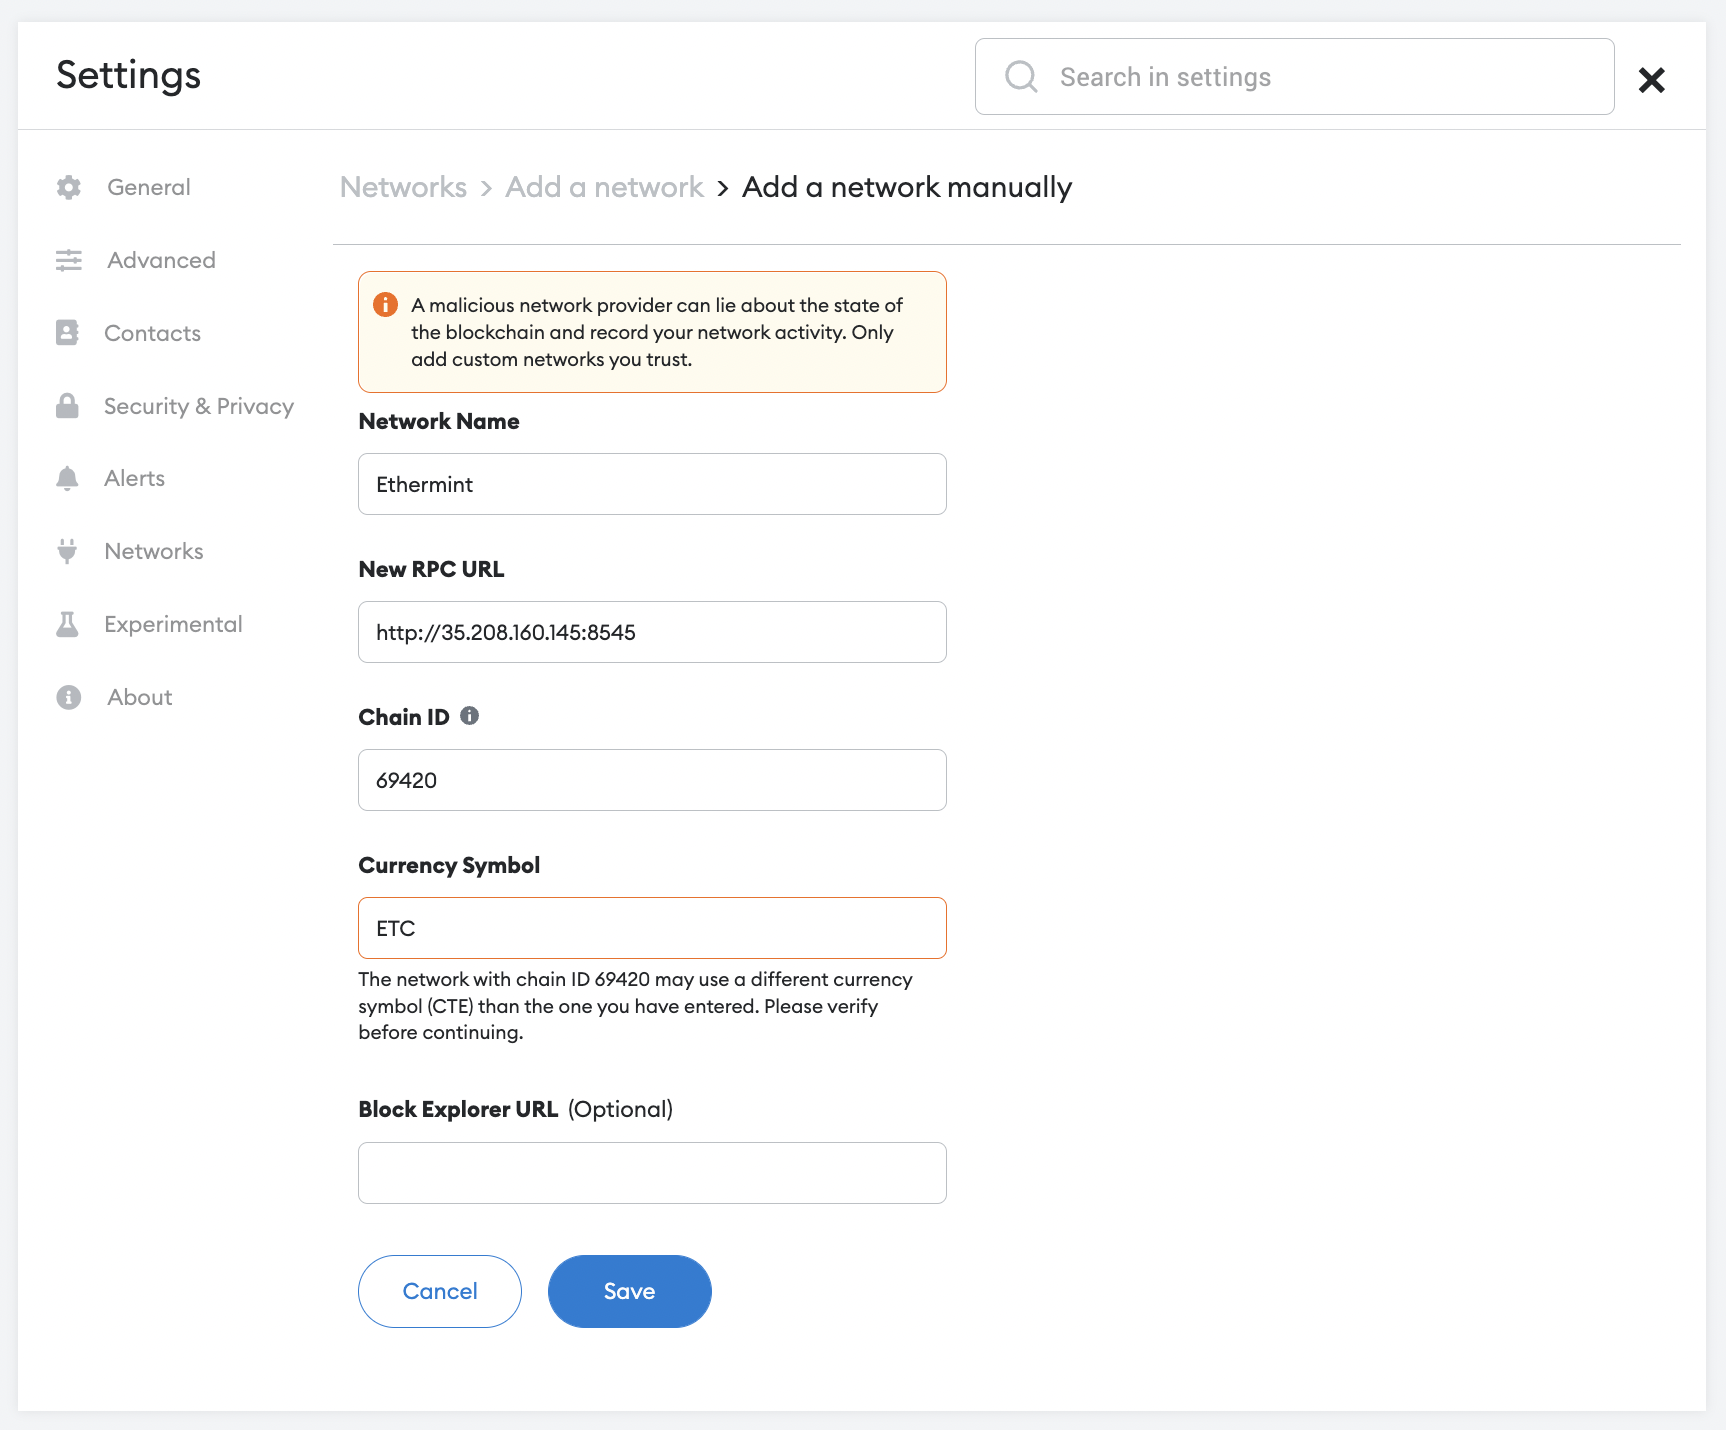 Settings
Search in settings
General
Advanced
Contacts
Security & Privacy
Alerts
Networks
Experimental
About
Networks > Add a network > Add a network manually
A malicious network provider can lie about the state of
the blockchain and record your network activity. Only
add custom networks you trust.
Network Name
Ethermint
New RPC URL
http://35.208.160.145:8545
Chain ID
69420
Currency Symbol
ETC
The network with chain ID 69420 may use a different currency
symbol (CTE) than the one you have entered. Please verify
before continuing.
Block Explorer URL (Optional)
Cancel
Save